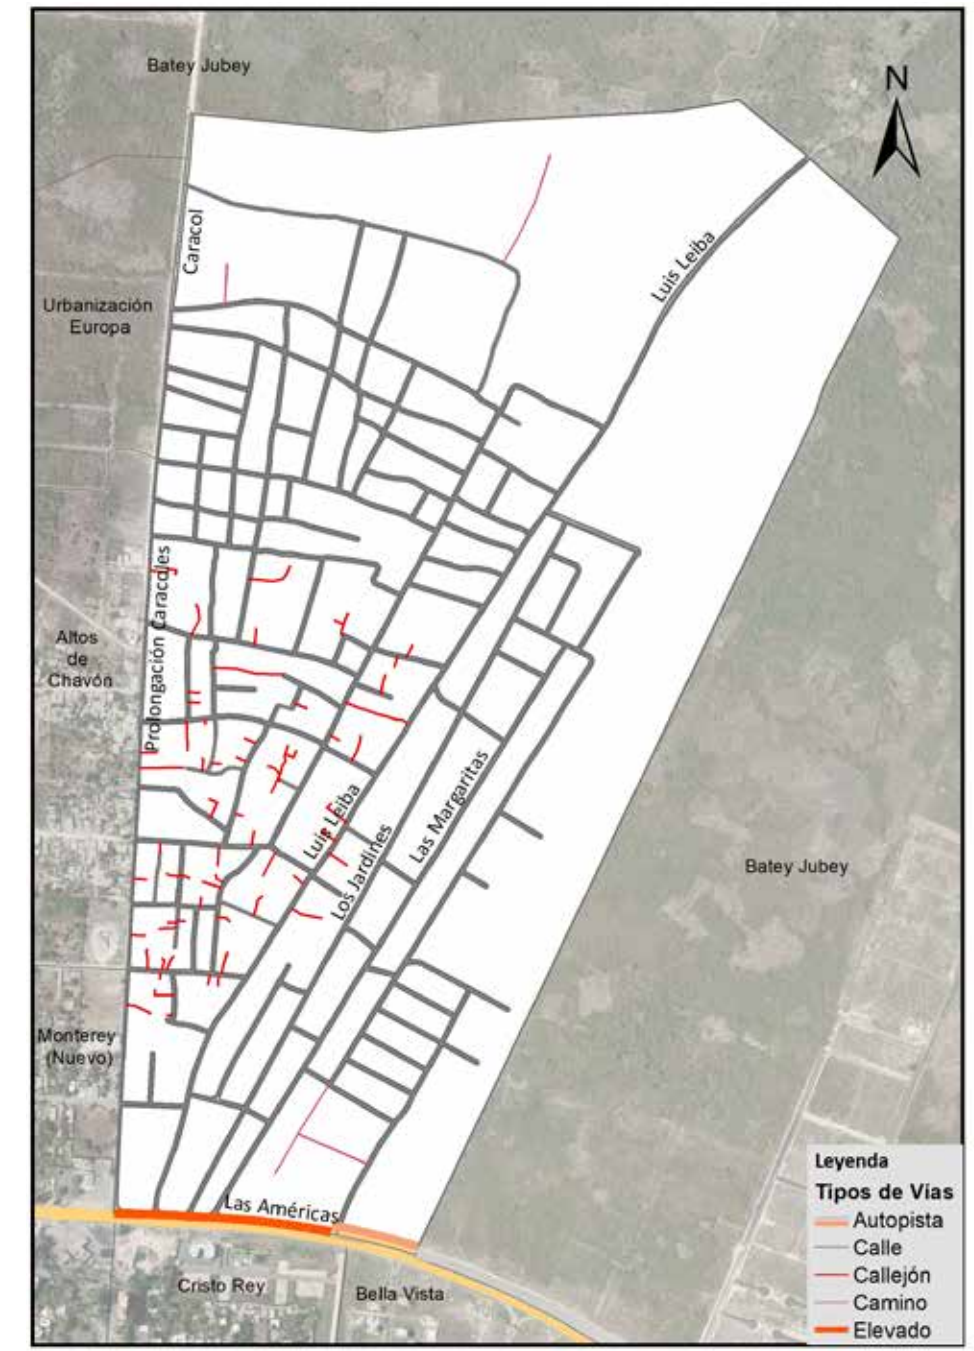 Batey Jubey
N
Caracol
Luis Leiba
Urbanización
Europa
Prolongación Caracoles
Altos
de
Chavón
Luis Leiba
Los Jardines
Las Margaritas
Batey Jubey
Monterey
(Nuevo)
Las Américas
Cristo Rey
Bella Vista
Leyenda
Tipos de Vías
Autopista
Calle
Callejón
Camino
Elevado